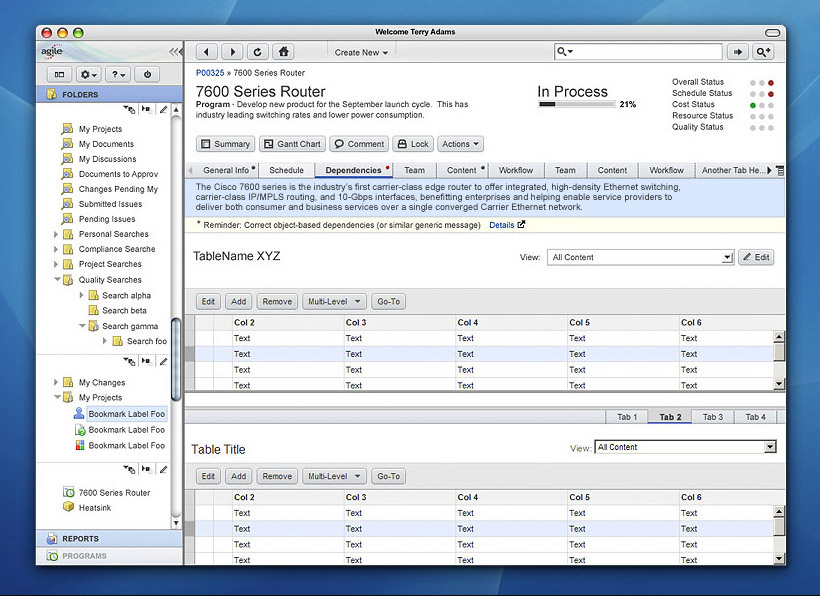 Welcome Terry Adams
agile
Create New
FOLDERS
My Projects
My Documents
My Discussions
Documents to Approv
Changes Pending My
Submitted Issues
Pending Issues
Personal Searches
Compliance Searche
Project Searches
Quality Searches
Search alpha
Search beta
Search gamma
Search foo
My Changes
My Projects
Bookmark Label Foo
Bookmark Label Foo
Bookmark Label Foo
7600 Series Router
Heatsink
REPORTS
PROGRAMS
P00325 » 7600 Series Router
7600 Series Router
Program · Develop new product for the September launch cycle. This has
industry leading switching rates and lower power consumption.
In Process
21%
Overall Status
Schedule Status
Cost Status
Resource Status
Quality Status
Summary Gantt Chart Comment Lock Actions
General Info Schedule Dependencies Team Content Workflow Team Content Workflow Another Tab He...
The Cisco 7600 series is the industry's first carrier-class edge router to offer integrated, high-density Ethernet switching,
carrier-class IP/MPLS routing, and 10-Gbps interfaces, benefitting enterprises and helping enable service providers to
deliver both consumer and business services over a single converged Carrier Ethernet network.
* Reminder: Correct object-based dependencies (or similar generic message) Details
TableName XYZ View: All Content Edit
Edit Add Remove Multi-Level Go-To
Col 2 Col 3 Col 4 Col 5 Col 6
Text Text Text Text Text
Text Text Text Text Text
Text Text Text Text Text
Text Text Text Text Text
Tab 1 Tab 2 Tab 3 Tab 4
Table Title View: All Content
Edit Add Remove Multi-Level Go-To
Col 2 Col 3 Col 4 Col 5 Col 6
Text Text Text Text Text
Text Text Text Text Text
Text Text Text Text Text
Text Text Text Text Text